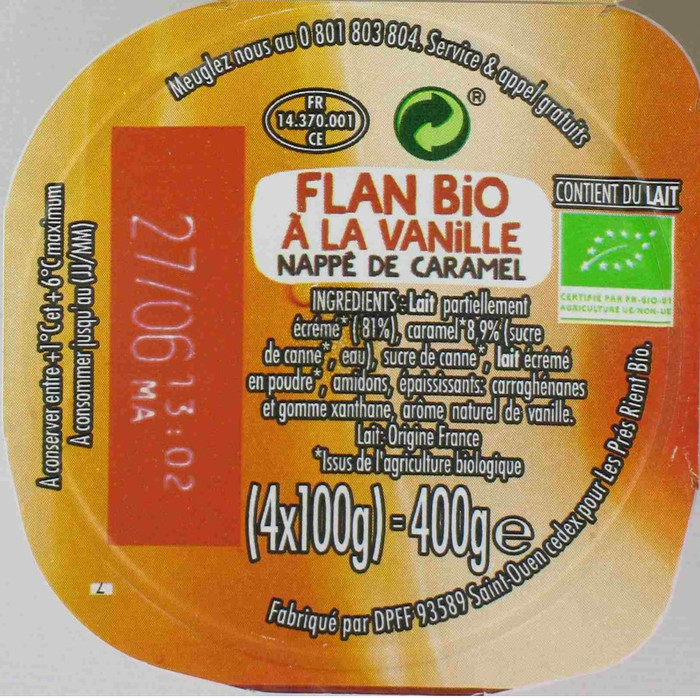 Meuglez nous au 0 801 803 804. Service & appel gratuits
FR
14.370.001
CE
®
FLAN BiO
À LA VANiLLE
NAPPÉ DE CARAMEL
CONTIENT DU LAIT
CERTIFIÉ PAR FR-BIO-01
AGRICULTURE UE/NON-UE
INGRÉDIENTS : Lait partiellement
écrémé* (81%), caramel* 8,9% (sucre
de canne*, eau), sucre de canne*, lait écrémé
en poudre*, amidons, épaississants: carraghénanes
et gomme xanthane, arôme naturel de vanille.
Lait: Origine France
*Issus de l'agriculture biologique
(4x100g) = 400g e
Fabriqué par DPFF 93589 Saint-Ouen cedex pour Les Prés Rient Bio.
A conserver entre +1°C et + 6°C maximum
A consommer jusqu'au (JJ/MM)
27/06 13:02
MA
7